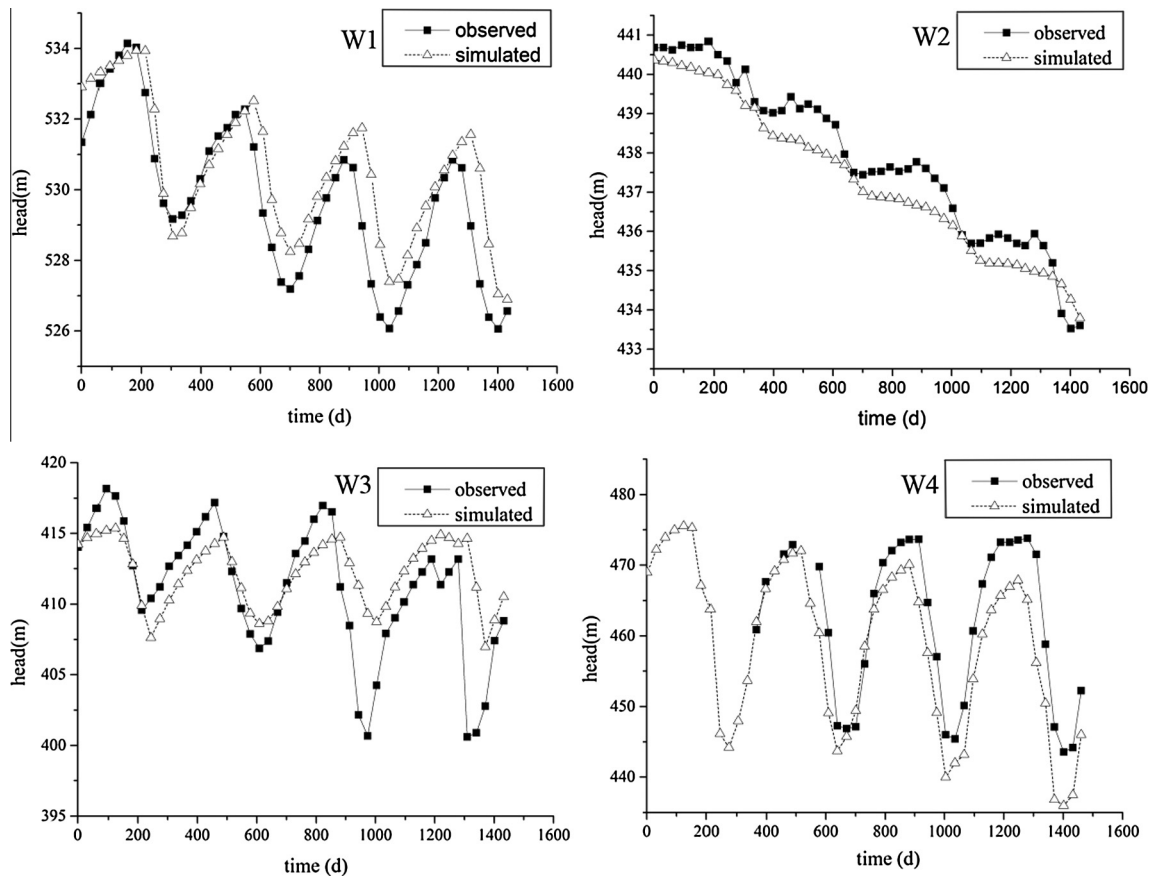 W1
observed
simulated
534
532
530
528
526
head(m)
0 200 400 600 800 1000 1200 1400 1600
time (d)
W2
observed
simulated
441
440
439
438
437
436
435
434
433
head(m)
0 200 400 600 800 1000 1200 1400 1600
time (d)
W3
observed
simulated
420
415
410
405
400
395
head(m)
0 200 400 600 800 1000 1200 1400 1600
time (d)
W4
observed
simulated
480
470
460
450
440
head(m)
0 200 400 600 800 1000 1200 1400 1600
time (d)